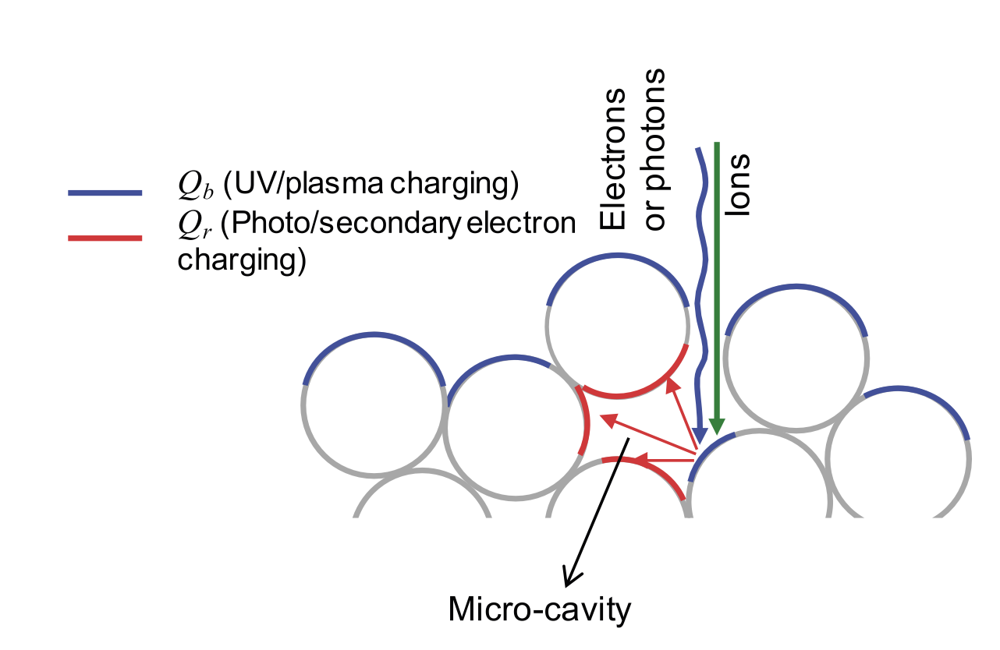 Electrons
or photons
Ions
Q_b (UV/plasma charging)
Q_r (Photo/secondary electron
charging)
Micro-cavity